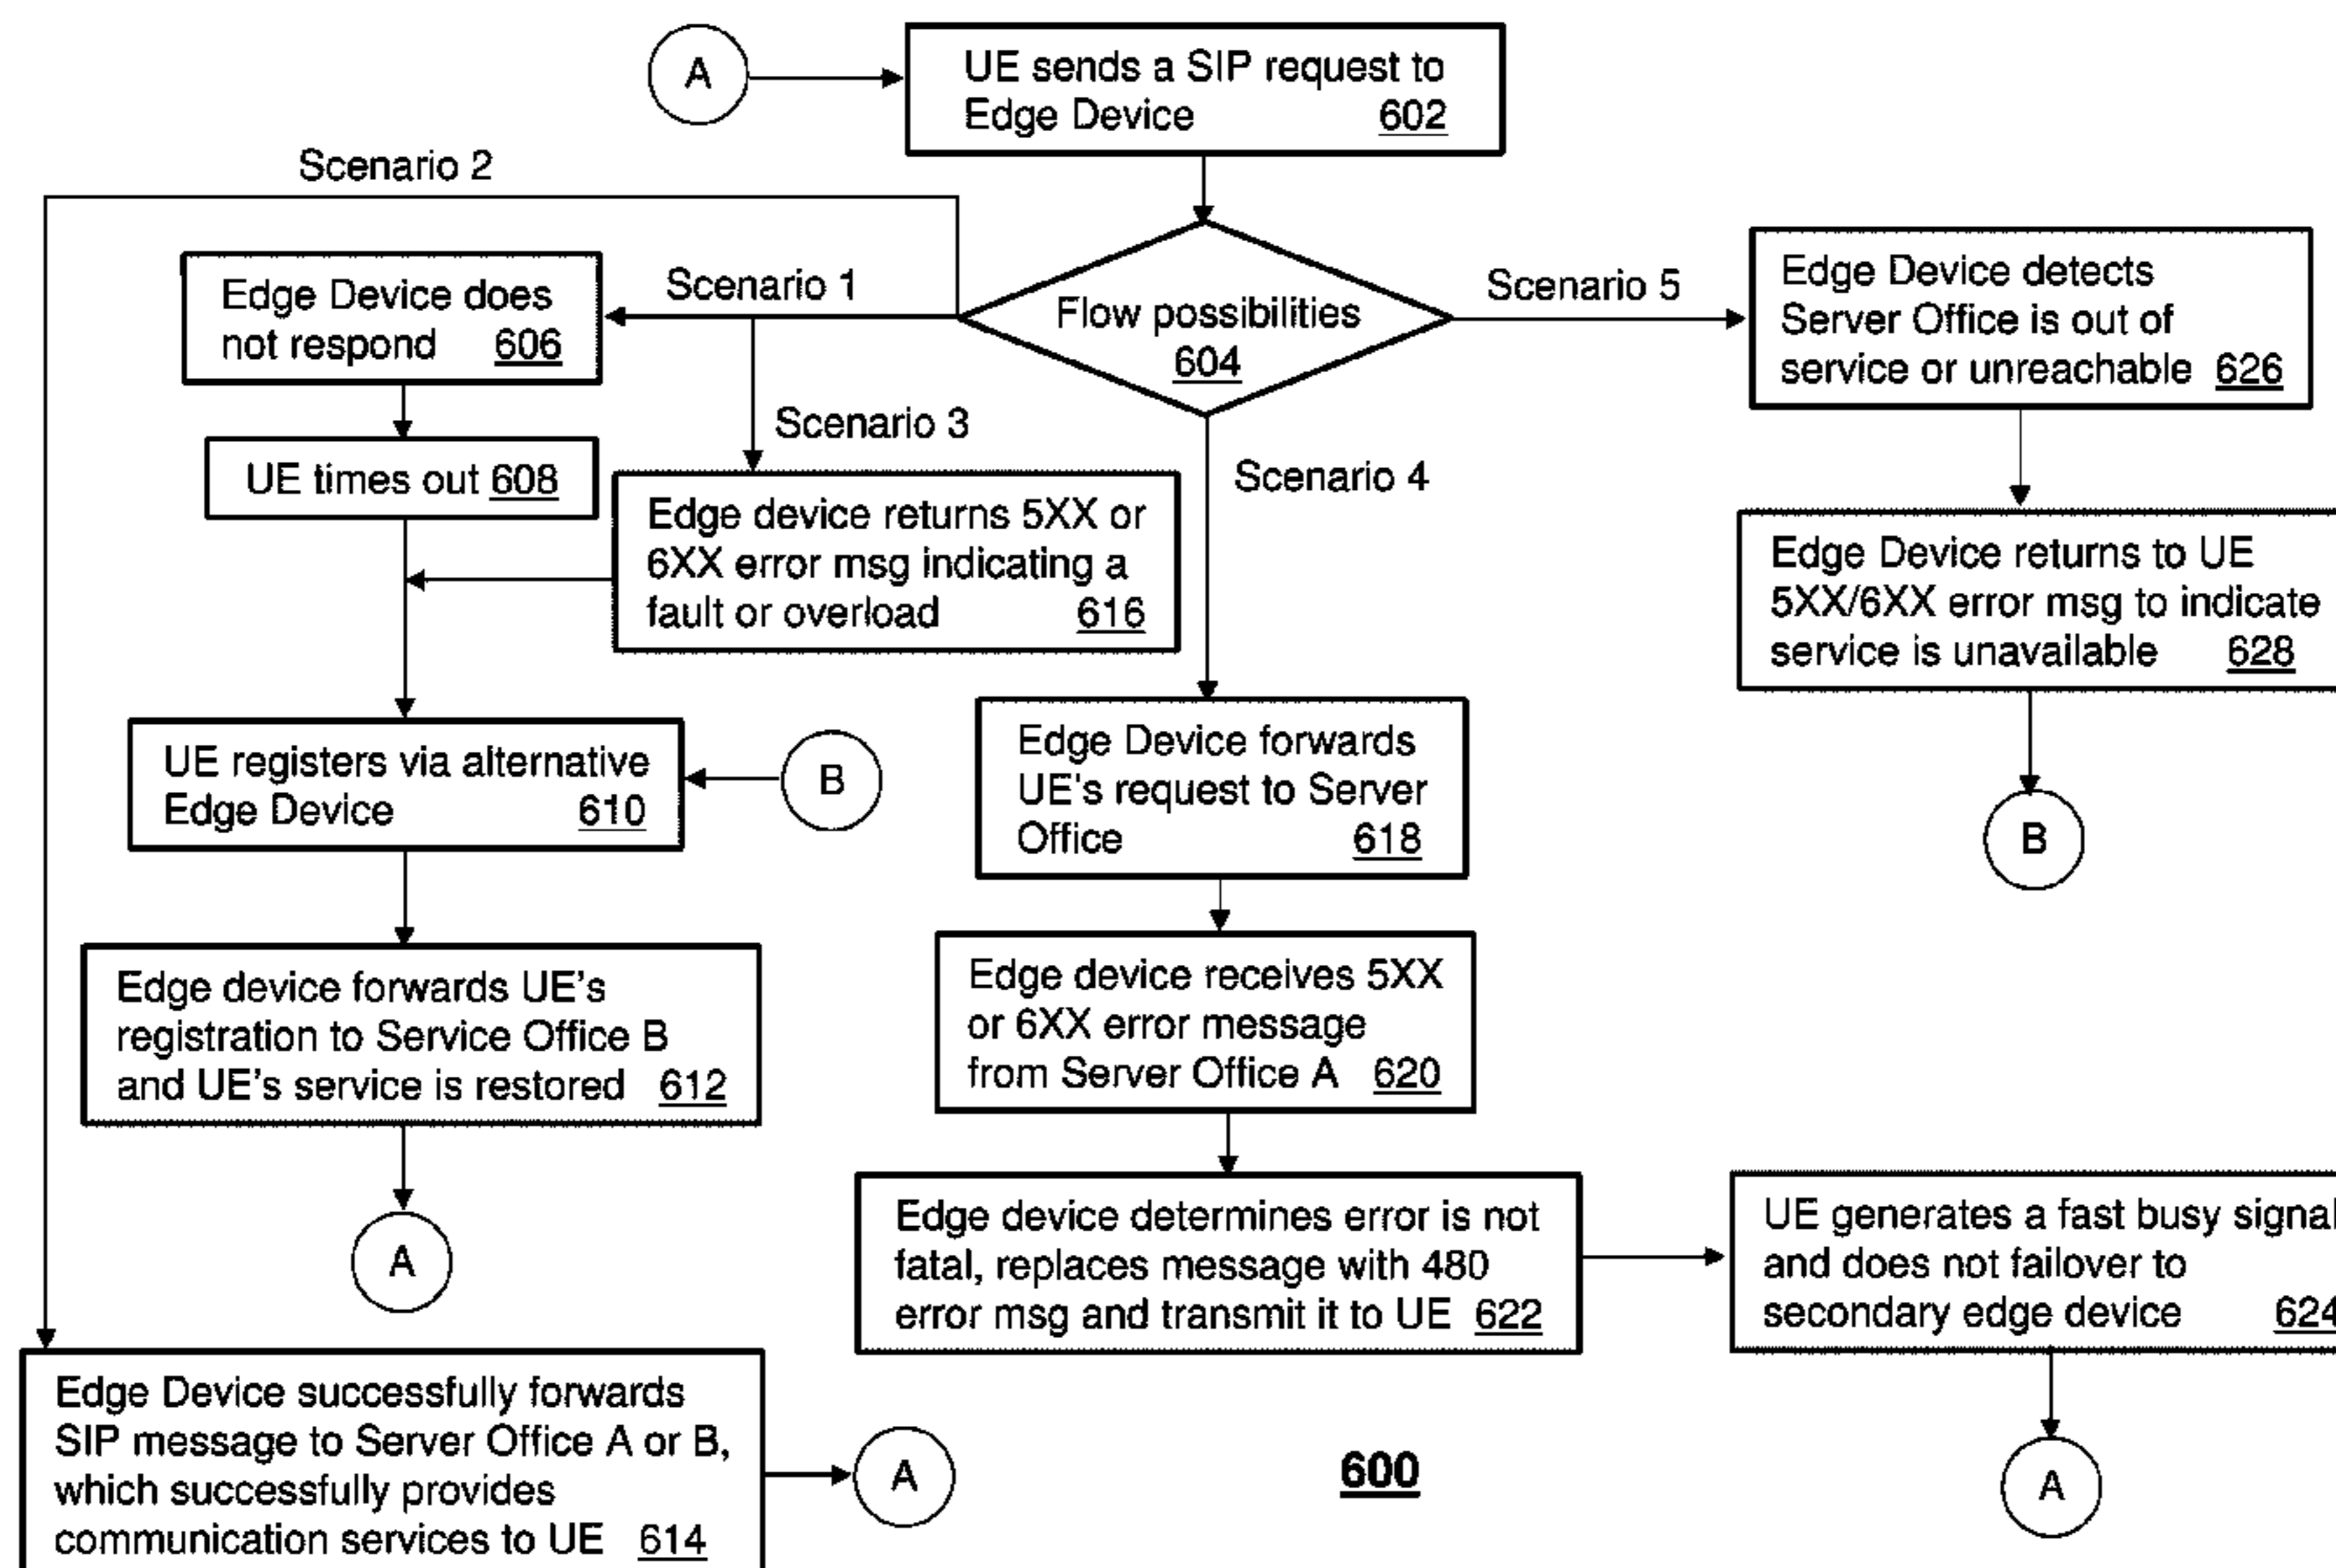 A
UE sends a SIP request to
Edge Device 602
Scenario 2
Edge Device does
not respond 606
Scenario 1
Flow possibilities
604
Scenario 5
Edge Device detects
Server Office is out of
service or unreachable 626
UE times out 608
Scenario 3
Scenario 4
Edge device returns 5XX or
6XX error msg indicating a
fault or overload 616
Edge Device returns to UE
5XX/6XX error msg to indicate
service is unavailable 628
UE registers via alternative
Edge Device 610
B
Edge Device forwards
UE's request to Server
Office 618
B
Edge device forwards UE's
registration to Service Office B
and UE's service is restored 612
Edge device receives 5XX
or 6XX error message
from Server Office A 620
A
Edge device determines error is not
fatal, replaces message with 480
error msg and transmit it to UE 622
UE generates a fast busy signal
and does not failover to
secondary edge device 624
Edge Device successfully forwards
SIP message to Server Office A or B,
which successfully provides
communication services to UE 614
A
600
A